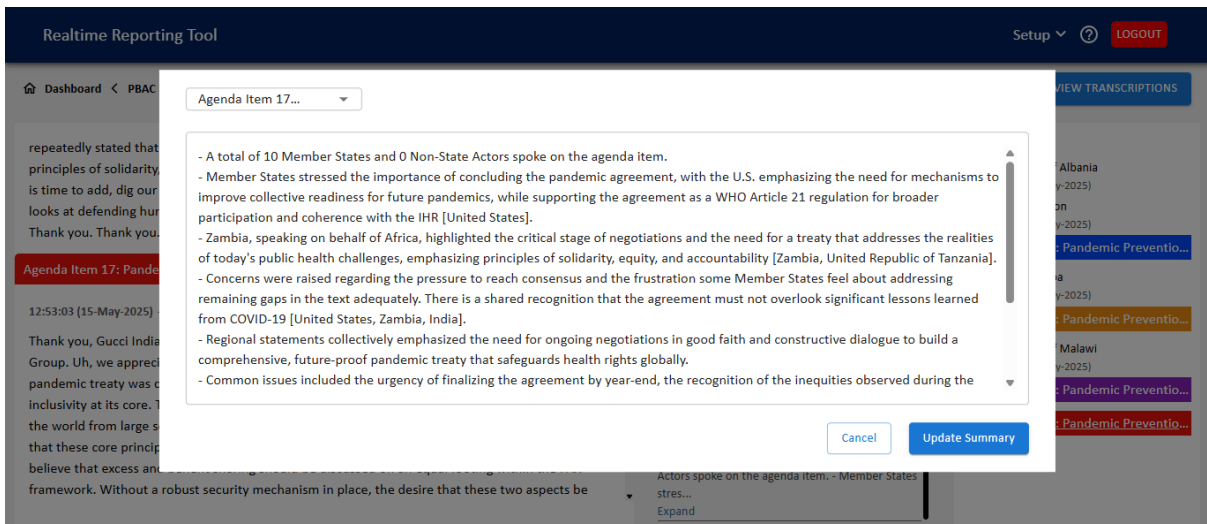 Realtime Reporting Tool
Setup
LOGOUT
Dashboard
PBAC
VIEW TRANSCRIPTIONS
Agenda Item 17...
- A total of 10 Member States and 0 Non-State Actors spoke on the agenda item.
- Member States stressed the importance of concluding the pandemic agreement, with the U.S. emphasizing the need for mechanisms to
improve collective readiness for future pandemics, while supporting the agreement as a WHO Article 21 regulation for broader
participation and coherence with the IHR [United States].
- Zambia, speaking on behalf of Africa, highlighted the critical stage of negotiations and the need for a treaty that addresses the realities
of today's public health challenges, emphasizing principles of solidarity, equity, and accountability [Zambia, United Republic of Tanzania].
- Concerns were raised regarding the pressure to reach consensus and the frustration some Member States feel about addressing
remaining gaps in the text adequately. There is a shared recognition that the agreement must not overlook significant lessons learned
from COVID-19 [United States, Zambia, India].
- Regional statements collectively emphasized the need for ongoing negotiations in good faith and constructive dialogue to build a
comprehensive, future-proof pandemic treaty that safeguards health rights globally.
- Common issues included the urgency of finalizing the agreement by year-end, the recognition of the inequities observed during the
Cancel
Update Summary
repeatedly stated that
principles of solidarity,
is time to add, dig our
looks at defending hu
Thank you. Thank you.
Agenda Item 17: Pande
12:53:03 (15-May-2025)
Thank you, Gucci India
Group. Uh, we appreci
pandemic treaty was
inclusivity at its core.
the world from large
that these core princip
believe that excess and
framework. Without a robust security mechanism in place, the desire that these two aspects be
Actors spoke on the agenda item. - Member States
stres...
Expand
Albania
y-2025)
on
y-2025)
: Pandemic Preventio...
y-2025)
: Pandemic Preventio...
Malawi
y-2025)
: Pandemic Preventio...
: Pandemic Preventio...